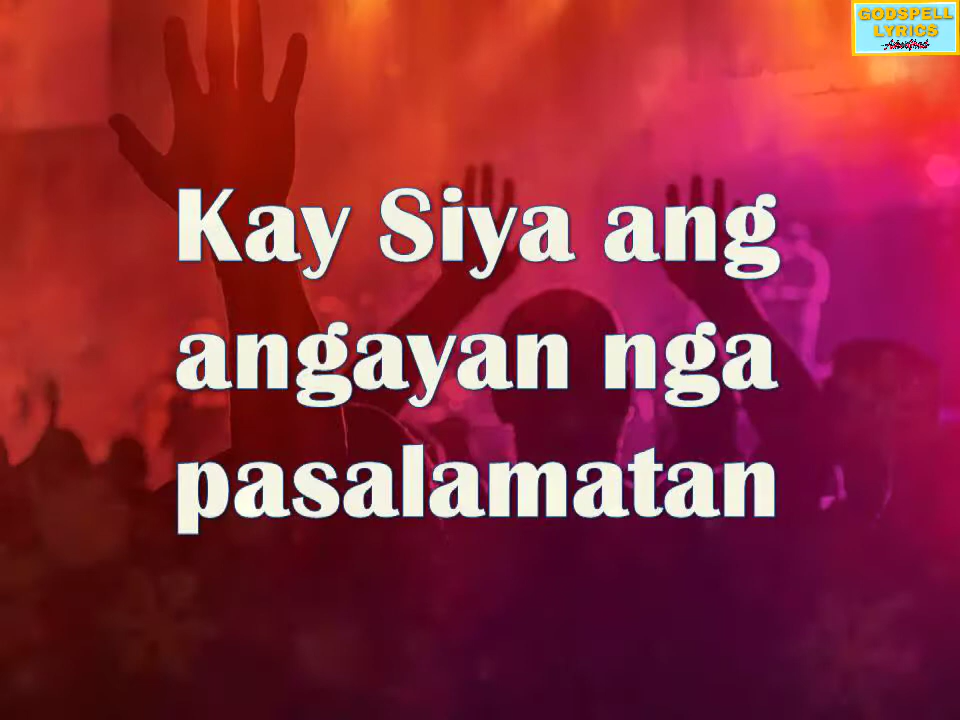 GODSPELL
LYRICS
Kay Siya ang
angayan nga
pasalamatan